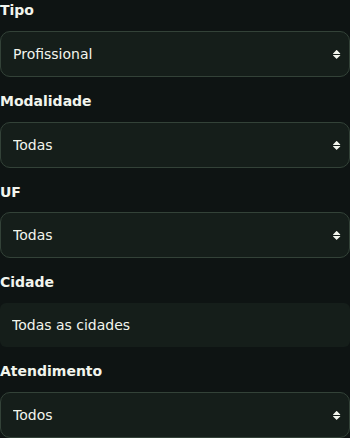 Tipo
Profissional
Modalidade
Todas
UF
Todas
Cidade
Todas as cidades
Atendimento
Todos